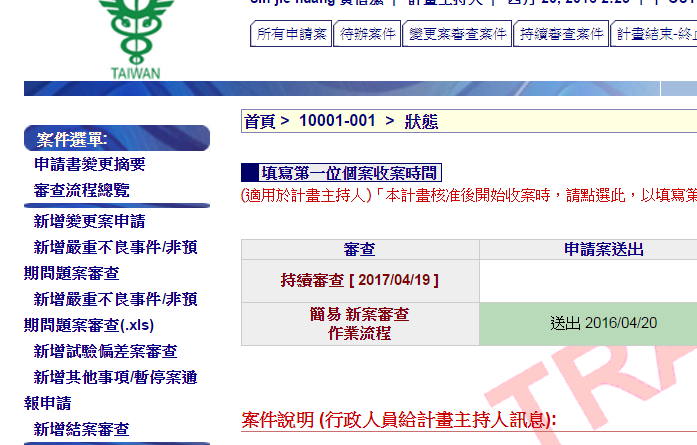 所有申請案 待辦案件 變更案審查案件 持續審查案件 計畫結束-終止
TAIWAN
首頁 > 10001-001 > 狀態
案件選單:
申請書變更摘要
審查流程總覽
新增變更案申請
新增嚴重不良事件/非預
期問題案審查
新增嚴重不良事件/非預
期問題案審查(.xls)
新增試驗偏差案審查
新增其他事項/暫停案通
報申請
新增結案審查
填寫第一位個案收案時間
(適用於計畫主持人)「本計畫核准後開始收案時，請點選此，以填寫第
審查 申請案送出
持續審查 [ 2017/04/19 ]
簡易 新案審查
作業流程
送出 2016/04/20
TRA
案件說明 (行政人員給計畫主持人訊息):